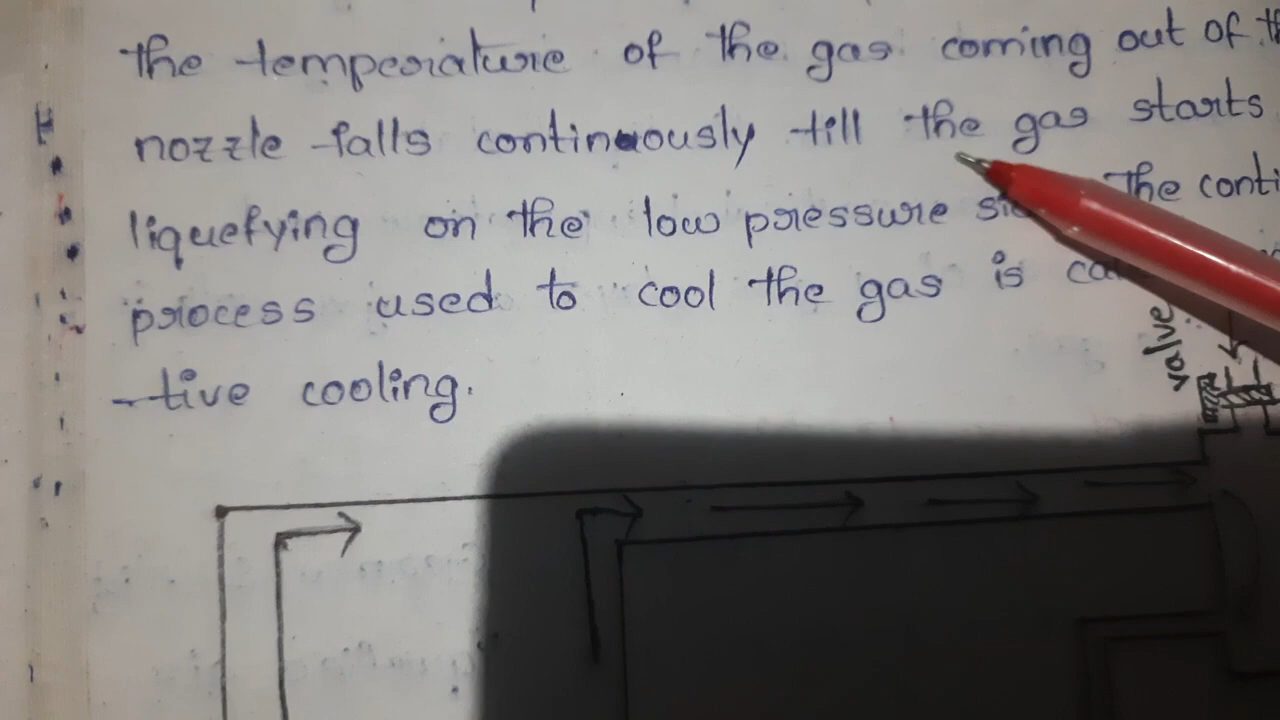 the temperature of the gas coming out of
nozzle falls continuously till the gas starts
liquefying on the low pressure The
process used to cool the gas is
-tive cooling.
valve